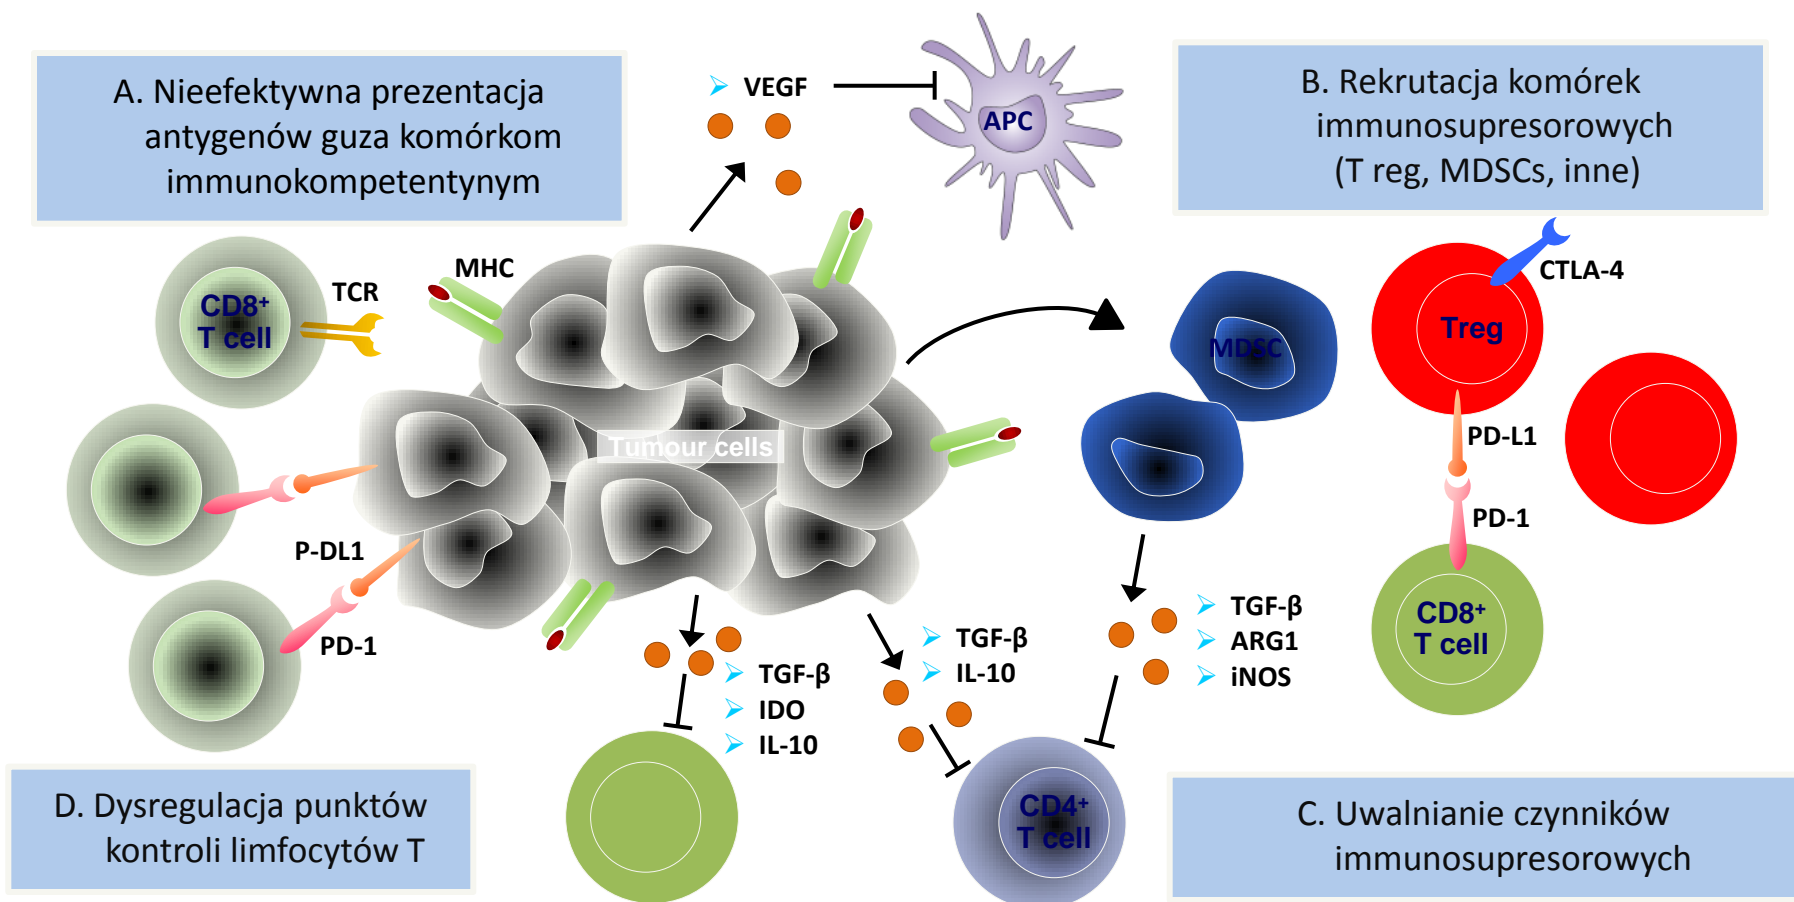 A. Nieefektywna prezentacja
antygenów guza komórkom
immunokompetentynym
VEGF
APC
B. Rekrutacja komórek
immunosupresorowych
(T reg, MDSCs, inne)
CD8+
T cell
TCR
MHC
CTLA-4
Treg
MDSC
Tumour cells
PD-L1
PD-1
P-DL1
PD-1
CD8+
T cell
TGF-β
IDO
IL-10
TGF-β
IL-10
TGF-β
ARG1
iNOS
CD4+
T cell
D. Dysregulacja punktów
kontroli limfocytów T
C. Uwalnianie czynników
immunosupresorowych